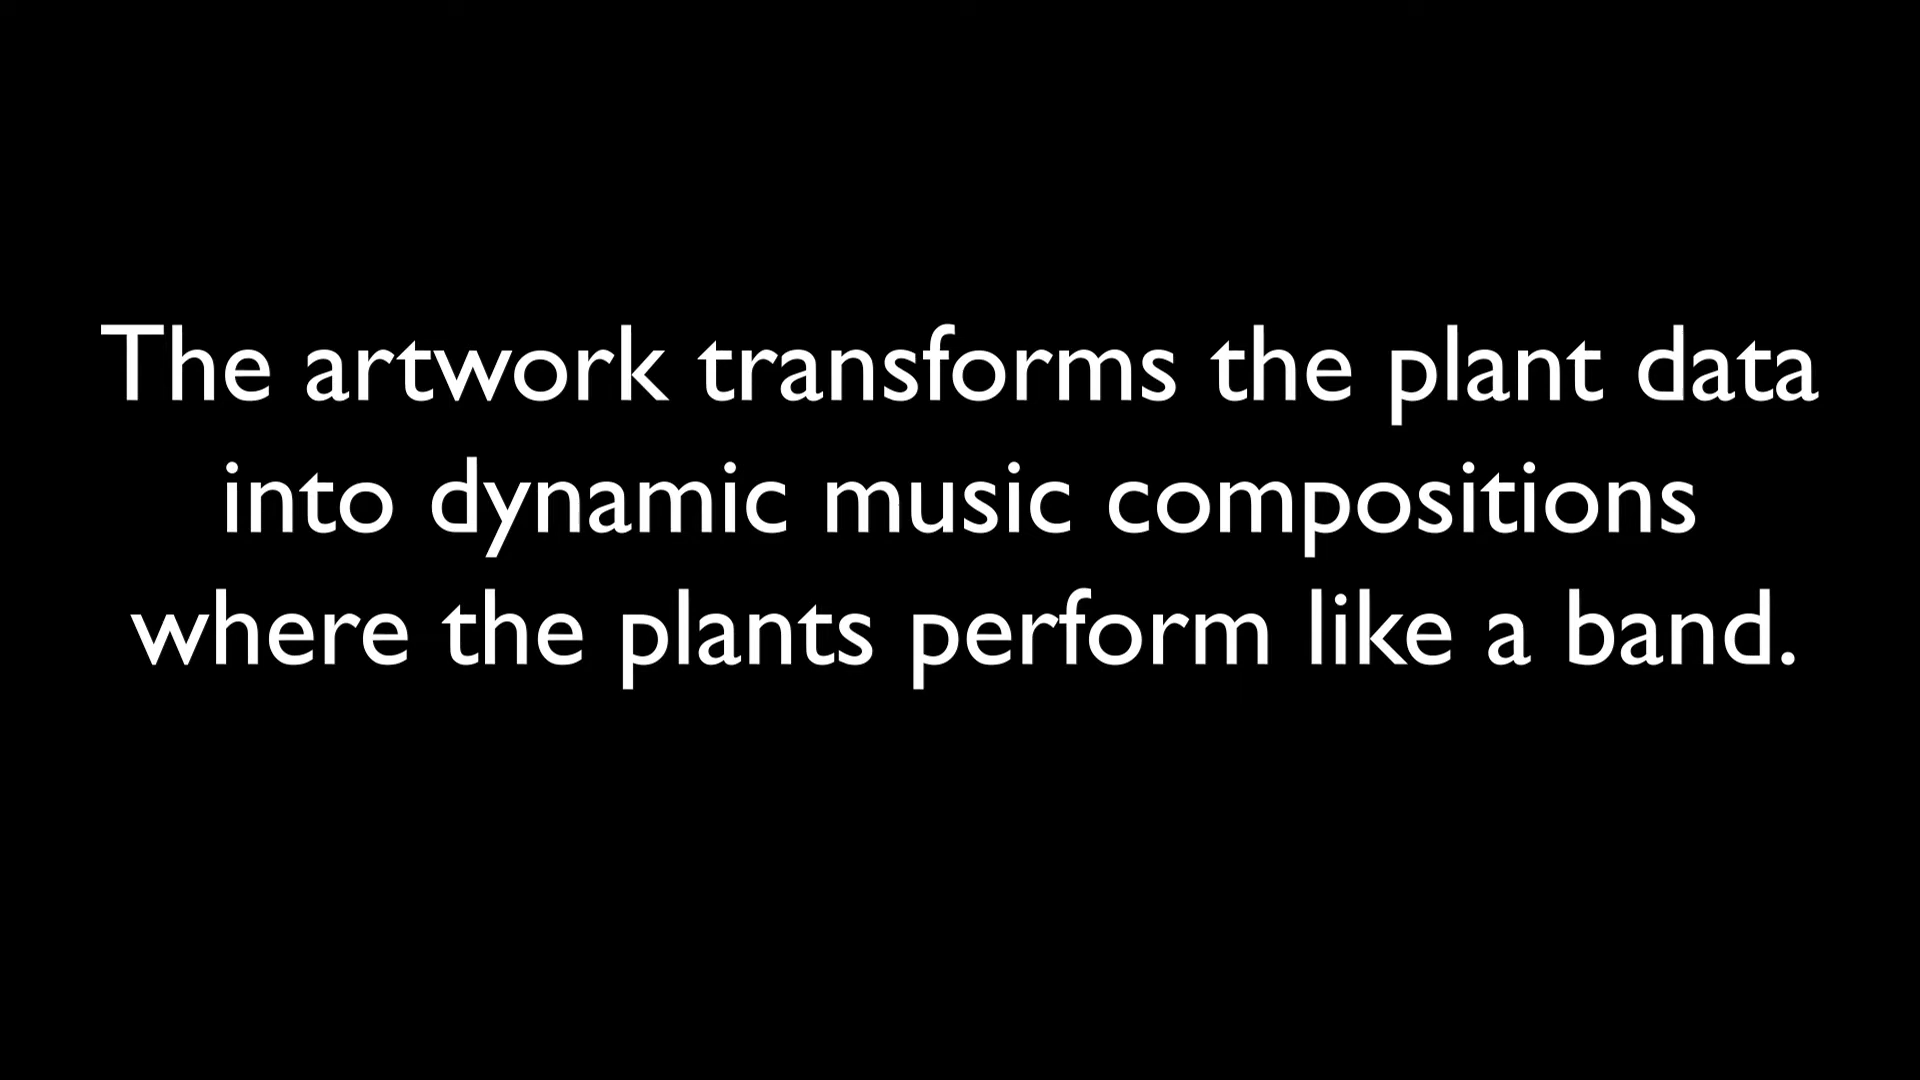 The artwork transforms the plant data
into dynamic music compositions
where the plants perform like a band.